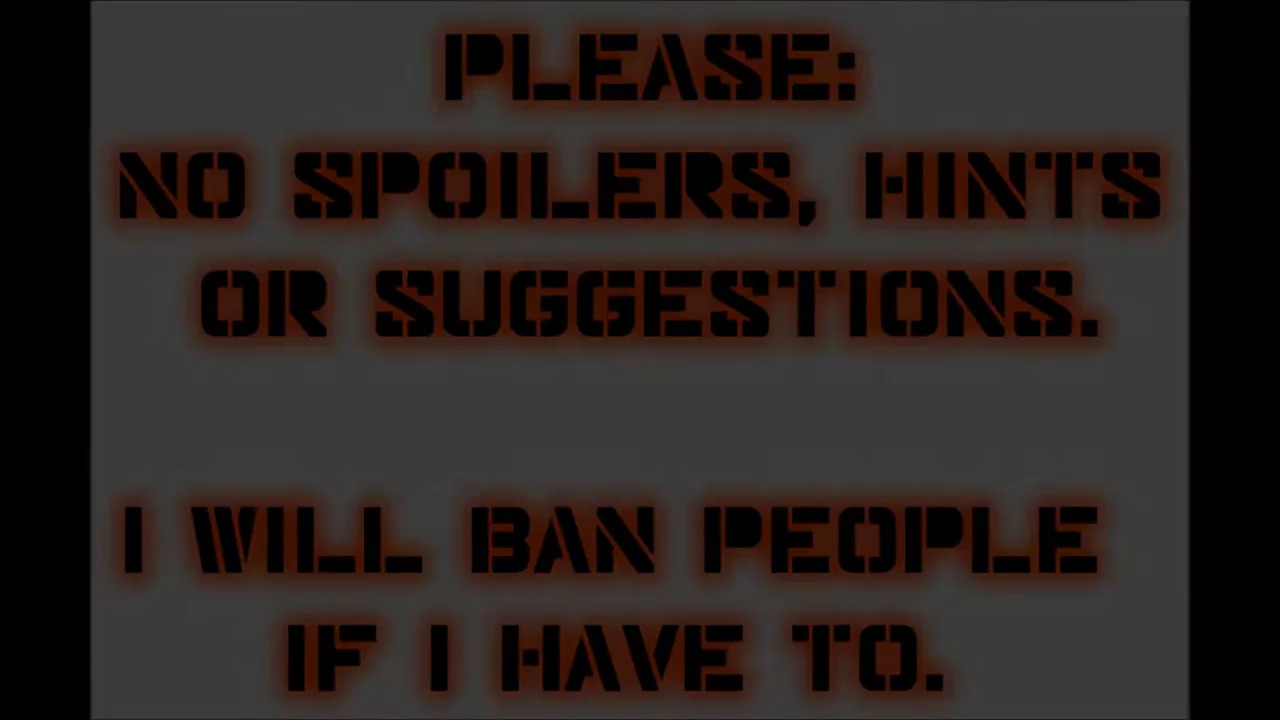 PLEASE:
NO SPOILERS, HINTS
OR SUGGESTIONS.
I WILL BAN PEOPLE
IF I HAVE TO.